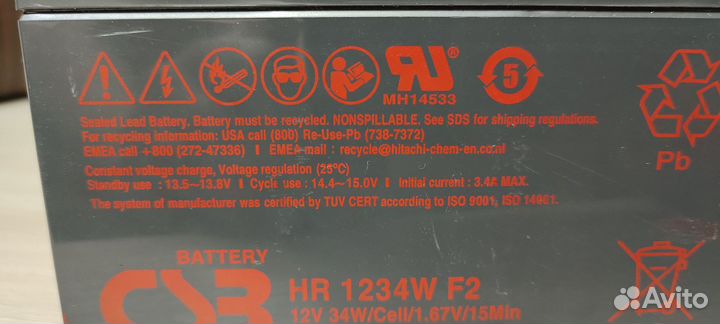 5
MH14533
Sealed Lead Battery. Battery must be recycled. NONSPILLABLE. See SDS for shipping regulations.
For recycling information: USA call (800) Re-Use-Pb (738-7372)
EMEA call +800 (272-47336) | EMEA mail : recycle@hitachi-chem-en.co.nl
Pb
Constant voltage charge, Voltage regulation (25°C)
Standby use : 13.5~13.8V | Cycle use : 14.4~15.0V | Initial current : 3.4A MAX.
The system of manufacturer was certified by TUV CERT according to ISO 9001, ISO 14001.
BATTERY
CSB
HR 1234W F2
12V 34W/Cell/1.67V/15Min
Avito